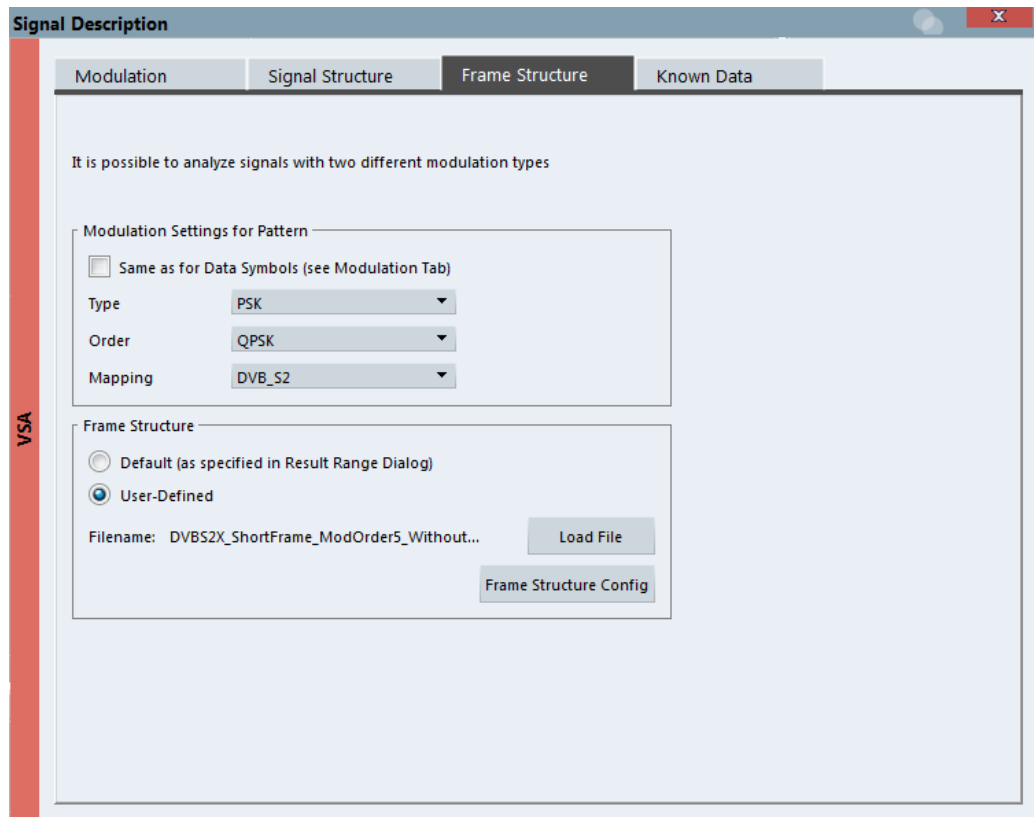 Signal Description
X
Modulation Signal Structure Frame Structure Known Data
It is possible to analyze signals with two different modulation types
Modulation Settings for Pattern
Same as for Data Symbols (see Modulation Tab)
Type PSK
Order QPSK
Mapping DVB_S2
VSA
Frame Structure
Default (as specified in Result Range Dialog)
User-Defined
Filename: DVBS2X_ShortFrame_ModOrder5_Without... Load File
Frame Structure Config